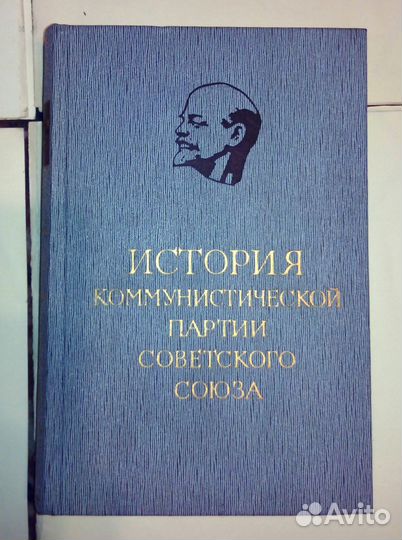 ИСТОРИЯ
КОММУНИСТИЧЕСКОЙ
ПАРТИИ
СОВЕТСКОГО
СОЮЗА
Avito